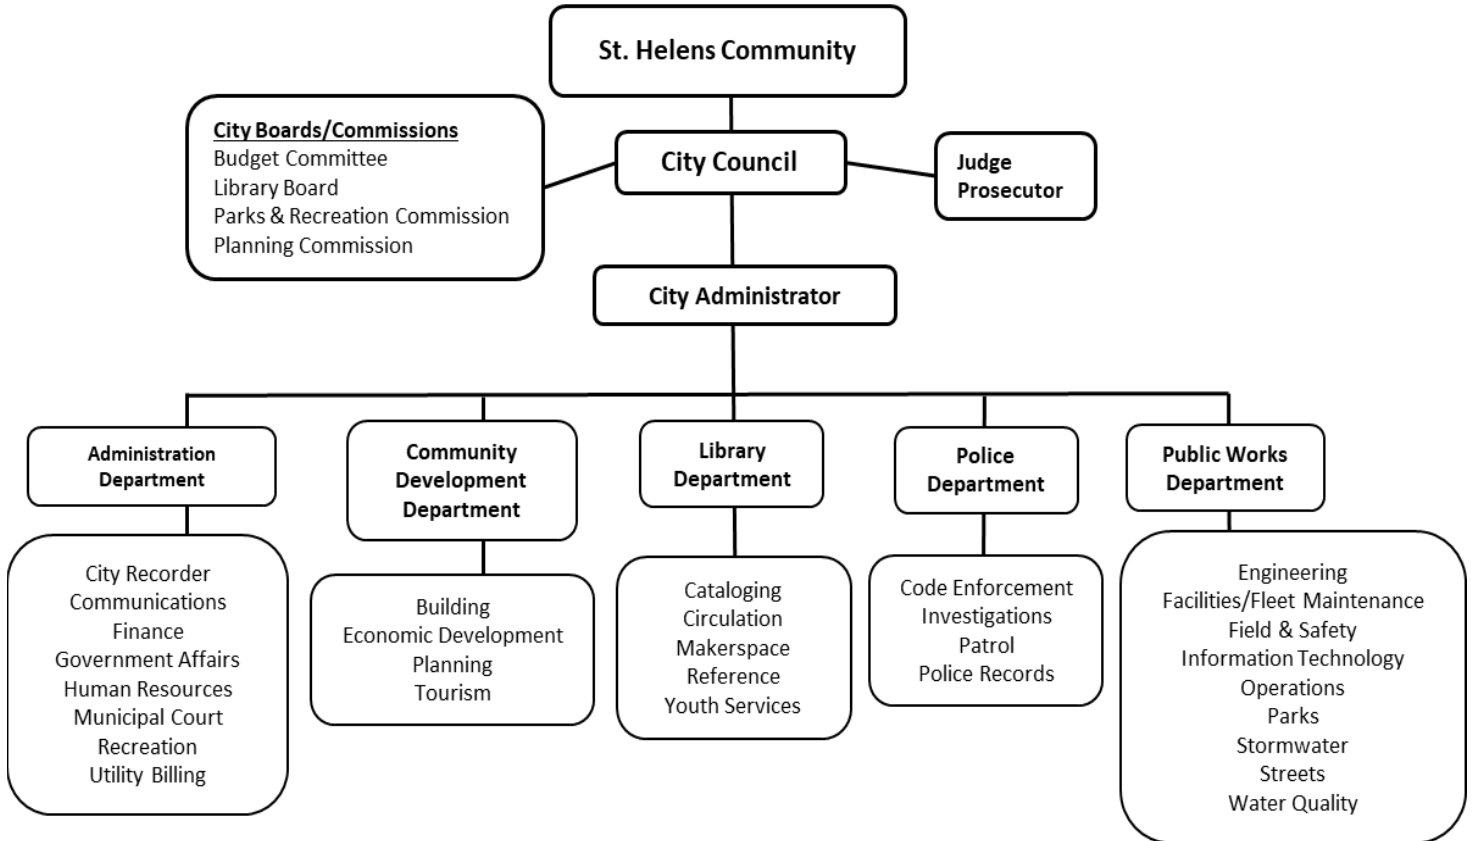 St. Helens Community
City Boards/Commissions
Budget Committee
Library Board
Parks & Recreation Commission
Planning Commission
City Council
Judge
Prosecutor
City Administrator
Administration
Department
City Recorder
Communications
Finance
Government Affairs
Human Resources
Municipal Court
Recreation
Utility Billing
Community
Development
Department
Building
Economic Development
Planning
Tourism
Library
Department
Cataloging
Circulation
Makerspace
Reference
Youth Services
Police
Department
Code Enforcement
Investigations
Patrol
Police Records
Public Works
Department
Engineering
Facilities/Fleet Maintenance
Field & Safety
Information Technology
Operations
Parks
Stormwater
Streets
Water Quality